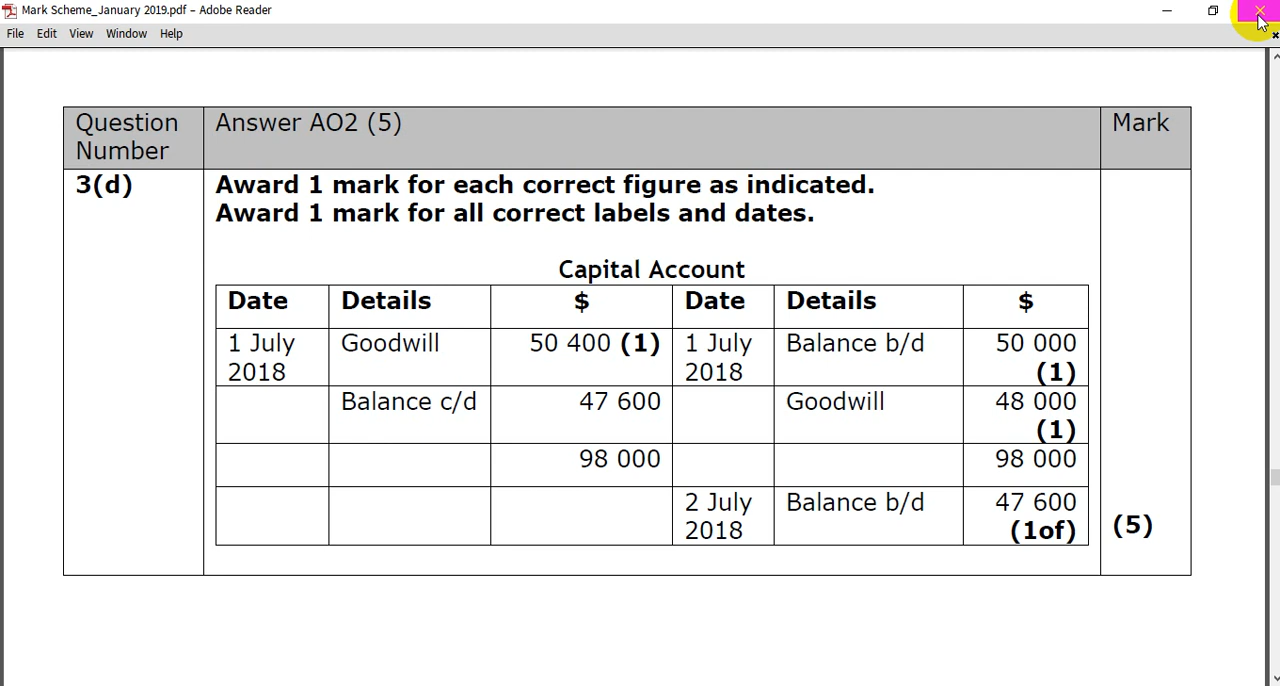 Mark Scheme_January 2019.pdf - Adobe Reader
File Edit View Window Help
Question Number Answer AO2 (5) Mark
3(d) Award 1 mark for each correct figure as indicated.
Award 1 mark for all correct labels and dates.
Capital Account
Date Details $ Date Details $
1 July 2018 Goodwill 50 400 (1) 1 July 2018 Balance b/d 50 000 (1)
Balance c/d 47 600 Goodwill 48 000 (1)
98 000 98 000
2 July 2018 Balance b/d 47 600 (1of) (5)